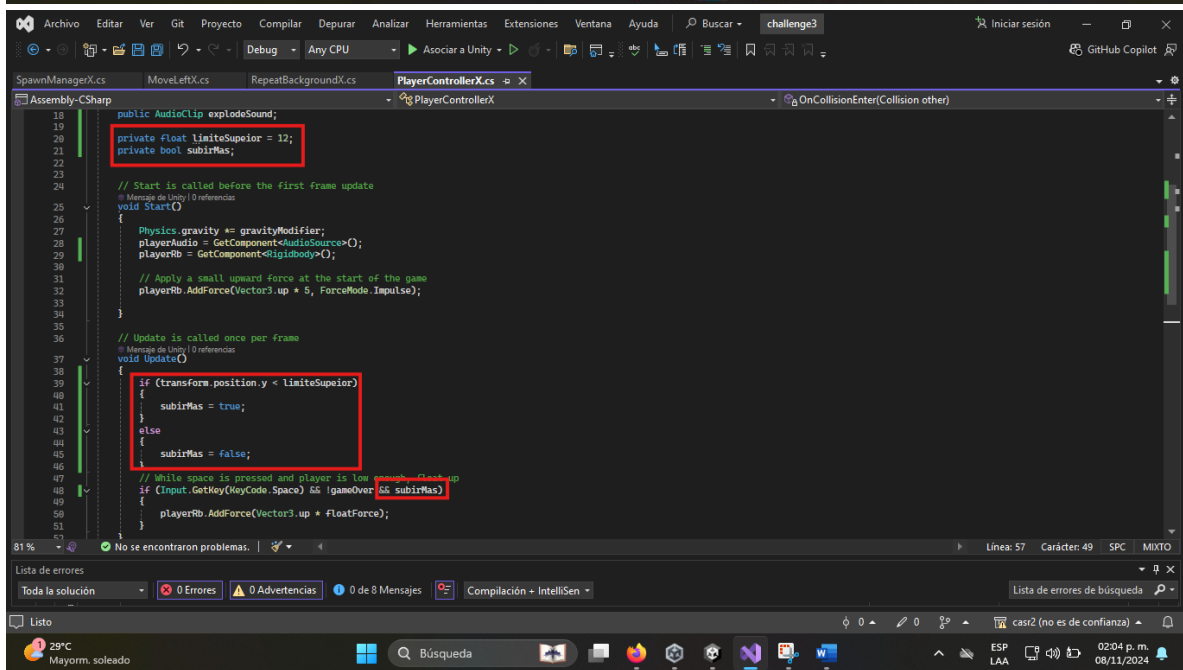 Archivo Editar Ver Git Proyecto Compilar Depurar Analizar Herramientas Extensiones Ventana Ayuda Buscar challenge3 Iniciar sesión
Debug Any CPU Asociar a Unity GitHub Copilot
SpawnManagerX.cs MoveLeftX.cs RepeatBackgroundX.cs PlayerControllerX.cs
Assembly-CSharp PlayerControllerX OnCollisionEnter(Collision other)
18 public AudioClip explodeSound;
19
20 private float limiteSupeior = 12;
21 private bool subirMas;
22
23
24 // Start is called before the first frame update
Mensaje de Unity | 0 referencias
25 void Start()
26 {
27 Physics.gravity *= gravityModifier;
28 playerAudio = GetComponent<AudioSource>();
29 playerRb = GetComponent<Rigidbody>();
30
31 // Apply a small upward force at the start of the game
32 playerRb.AddForce(Vector3.up * 5, ForceMode.Impulse);
33
34 }
35
36 // Update is called once per frame
Mensaje de Unity | 0 referencias
37 void Update()
38 {
39 if (transform.position.y < limiteSupeior)
40 {
41 subirMas = true;
42 }
43 else
44 {
45 subirMas = false;
46 }
47 // While space is pressed and player is low enough, float up
48 if (Input.GetKey(KeyCode.Space) && !gameOver && subirMas)
49 {
50 playerRb.AddForce(Vector3.up * floatForce);
51 }
52 }
81 % No se encontraron problemas. Línea: 57 Carácter: 49 SPC MIXTO
Lista de errores
Toda la solución 0 Errores 0 Advertencias 0 de 8 Mensajes Compilación + IntelliSen Lista de errores de búsqueda
Listo 0 0 casr2 (no es de confianza)
1 29°C
Mayorm. soleado
Búsqueda
ESP
LAA
02:04 p. m.
08/11/2024